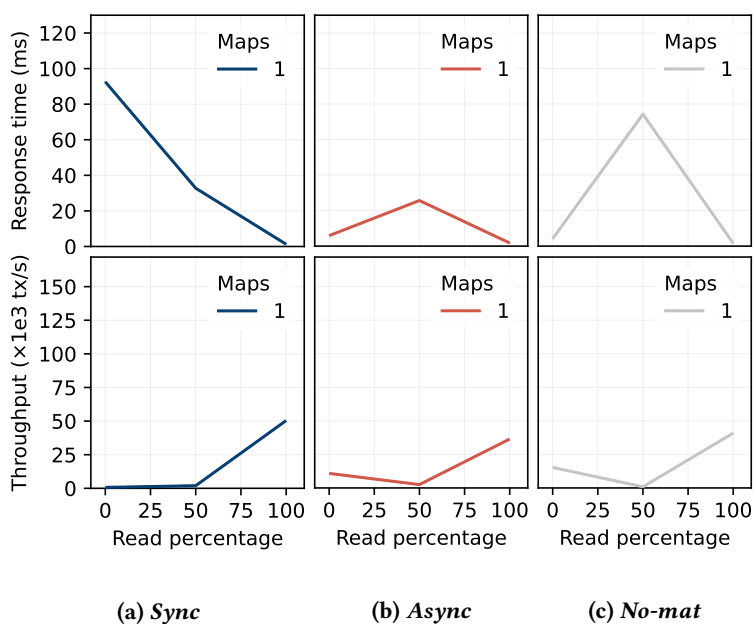 Response time (ms)
120
100
80
60
40
20
0
Maps
1
Maps
1
Maps
1
Throughput (×1e3 tx/s)
150
125
100
75
50
25
0
Maps
1
Maps
1
Maps
1
0 25 50 75 100
0 25 50 75 100
0 25 50 75 100
Read percentage
Read percentage
Read percentage
(a) Sync
(b) Async
(c) No-mat